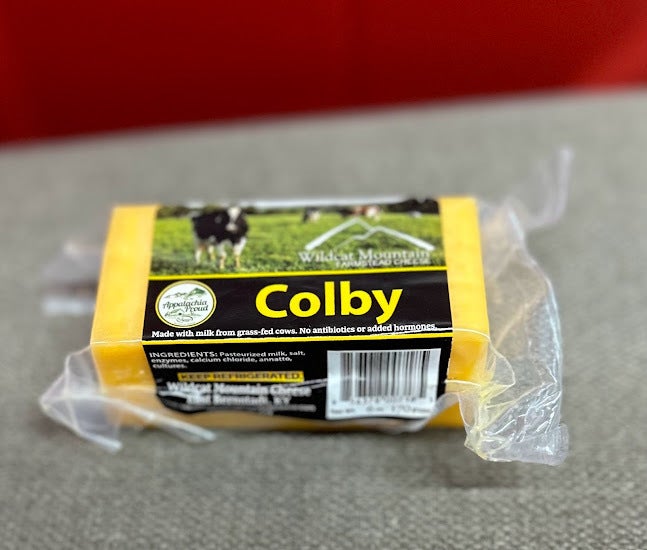 Wildcat Mountain
FARMSTEAD CHEESE
Appalachia
Proud
Colby
Made with milk from grass-fed cows. No antibiotics or added hormones.
INGREDIENTS: Pasteurized milk, salt,
enzymes, calcium chloride, annatto,
cultures.
KEEP REFRIGERATED
Wildcat Mountain Cheese
East Bernstadt, KY